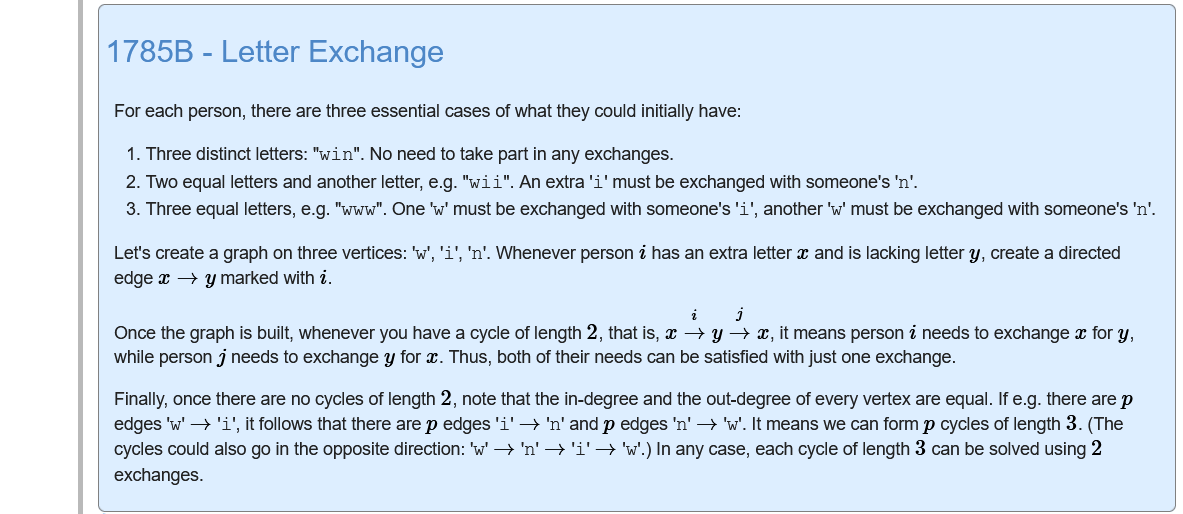 1785B - Letter Exchange
For each person, there are three essential cases of what they could initially have:
1. Three distinct letters: "win". No need to take part in any exchanges.
2. Two equal letters and another letter, e.g. "wii". An extra 'i' must be exchanged with someone's 'n'.
3. Three equal letters, e.g. "www". One 'w' must be exchanged with someone's 'i', another 'w' must be exchanged with someone's 'n'.
Let's create a graph on three vertices: 'w', 'i', 'n'. Whenever person i has an extra letter x and is lacking letter y, create a directed
edge x → y marked with i.
i j
Once the graph is built, whenever you have a cycle of length 2, that is, x → y → x, it means person i needs to exchange x for y,
while person j needs to exchange y for x. Thus, both of their needs can be satisfied with just one exchange.
Finally, once there are no cycles of length 2, note that the in-degree and the out-degree of every vertex are equal. If e.g. there are p
edges 'w' → 'i', it follows that there are p edges 'i' → 'n' and p edges 'n' → 'w'. It means we can form p cycles of length 3. (The
cycles could also go in the opposite direction: 'w' → 'n' → 'i' → 'w'.) In any case, each cycle of length 3 can be solved using 2
exchanges.